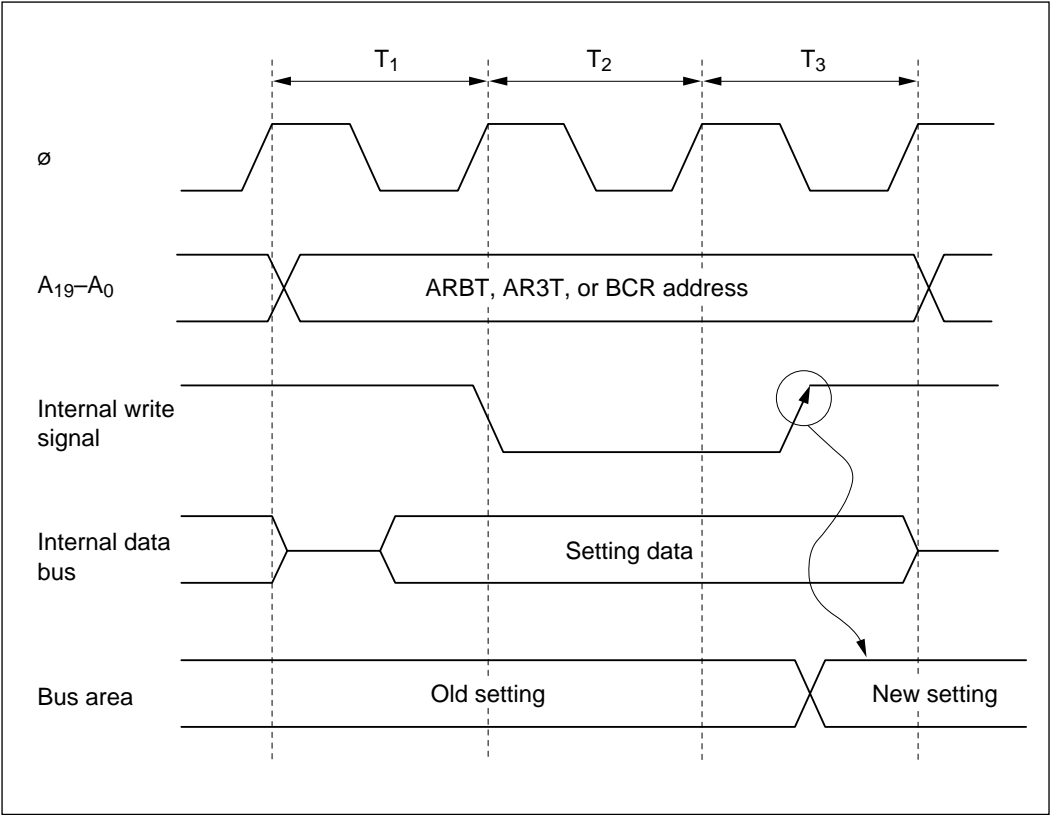 T1 T2 T3
ø
A19–A0
ARBT, AR3T, or BCR address
Internal write
signal
Internal data
bus
Setting data
Bus area
Old setting
New setting